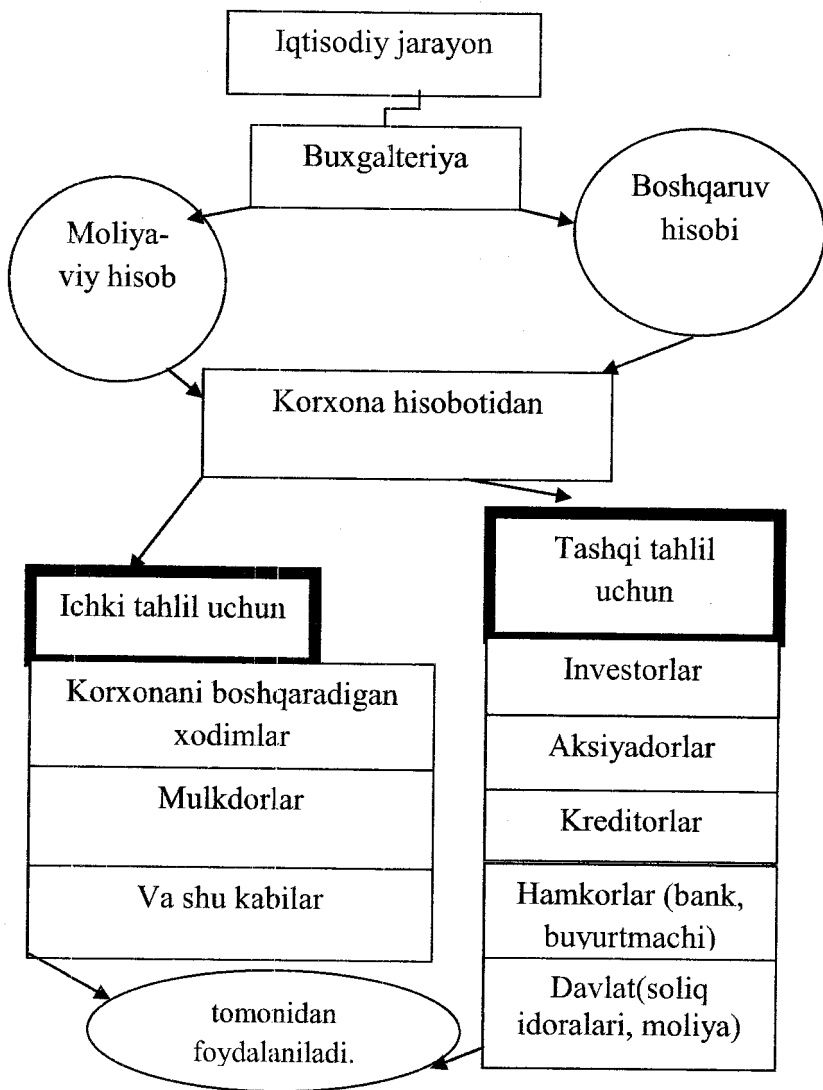 Iqtisodiy jarayon
Buxgalteriya
Boshqaruv
hisobi
Moliya-
viy hisob
Korxona hisobotidan
Ichki tahlil uchun
Korxonani boshqaradigan
xodimlar
Mulkdorlar
Va shu kabilar
Tashqi tahlil
uchun
Investorlar
Aksiyadorlar
Kreditorlar
Hamkorlar (bank,
buyurtmachi)
Davlat(soliq
idoralari, moliya)
tomonidan
foydalaniladi.